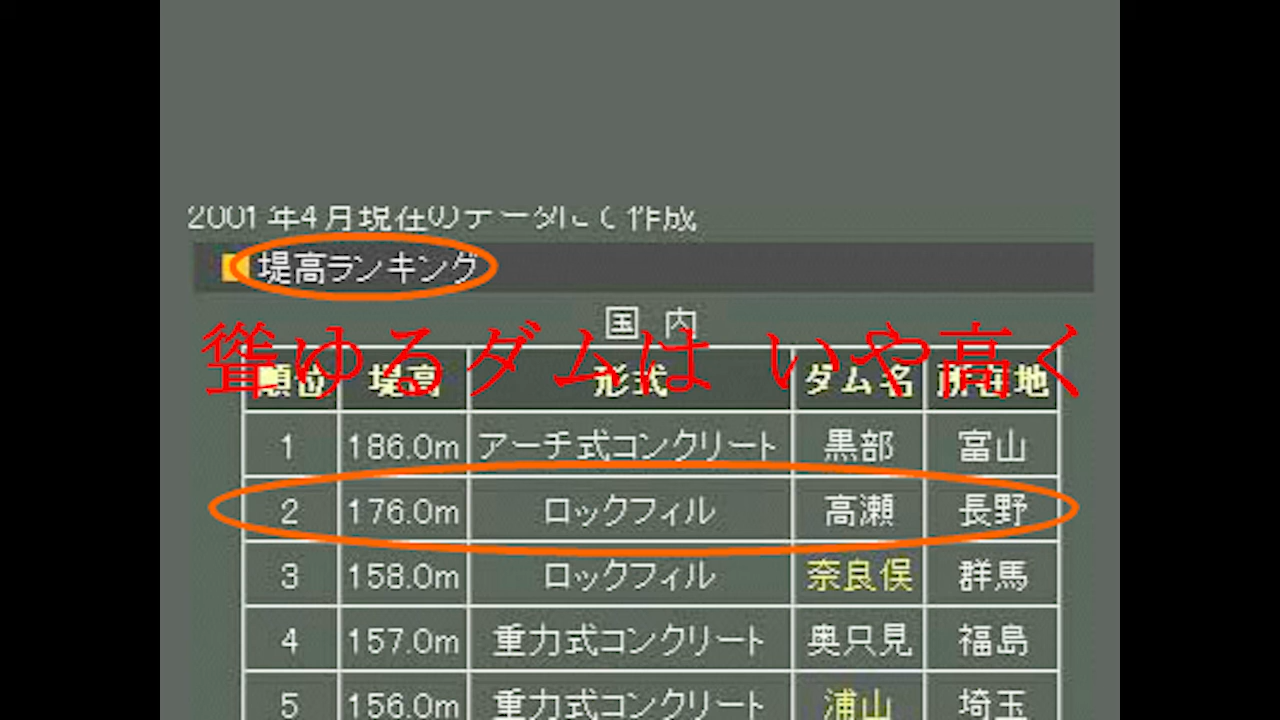 2001年4月現在のデータにて作成
堤高ランキング
国 内
聳ゆるダムは いや高く
順位 堤高 形式 ダム名 所在地
1 186.0m アーチ式コンクリート 黒部 富山
2 176.0m ロックフィル 高瀬 長野
3 158.0m ロックフィル 奈良俣 群馬
4 157.0m 重力式コンクリート 奥只見 福島
5 156.0m 重力式コンクリート 浦山 埼玉